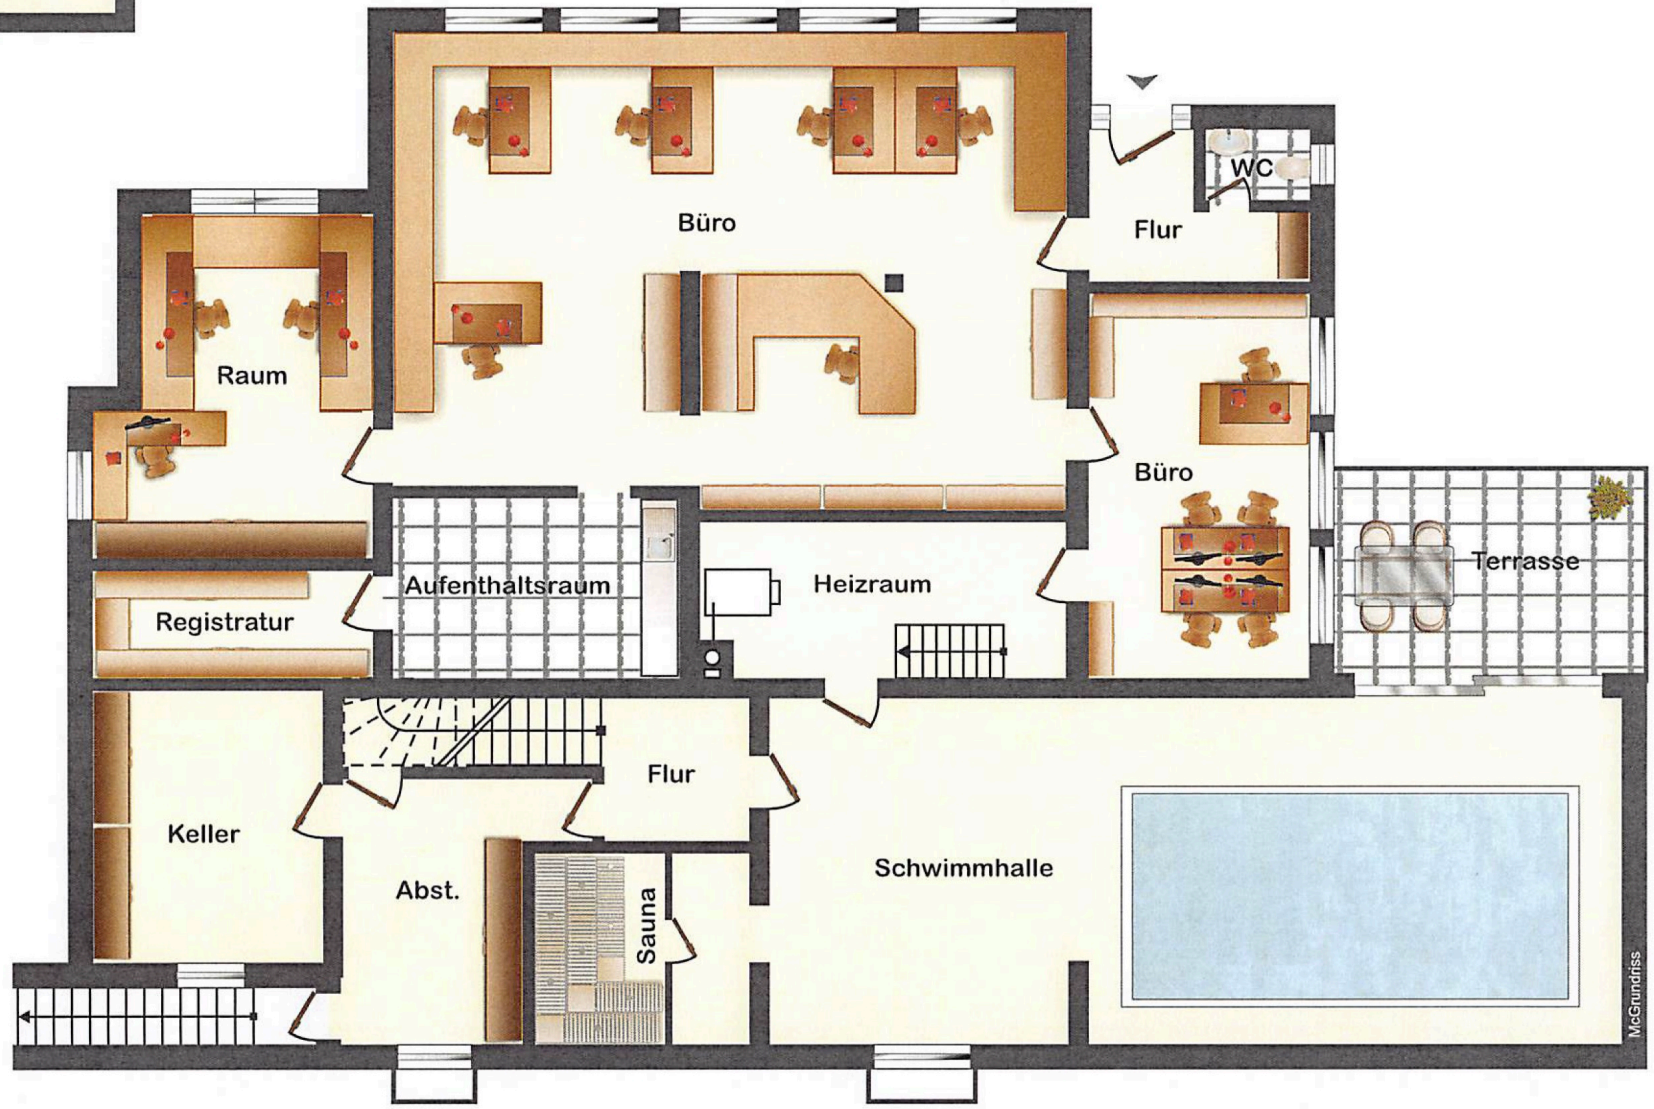 WC
Büro
Flur
Raum
Büro
Terrasse
Aufenthaltsraum
Heizraum
Registratur
Flur
Keller
Schwimmhalle
Abst.
Sauna
McGrundriss